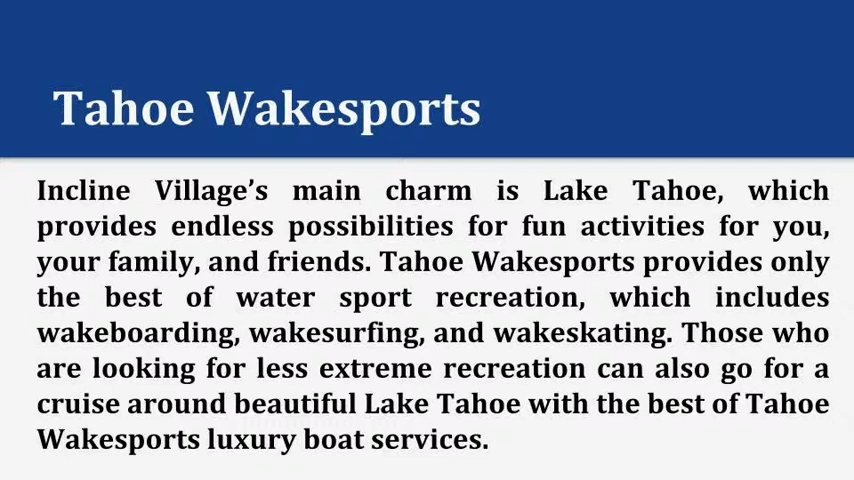 Tahoe Wakesports
Incline Village’s main charm is Lake Tahoe, which
provides endless possibilities for fun activities for you,
your family, and friends. Tahoe Wakesports provides only
the best of water sport recreation, which includes
wakeboarding, wakesurfing, and wakeskating. Those who
are looking for less extreme recreation can also go for a
cruise around beautiful Lake Tahoe with the best of Tahoe
Wakesports luxury boat services.